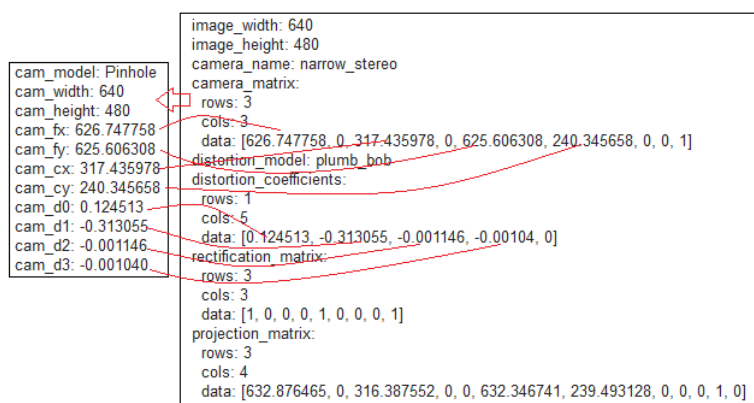 cam_model: Pinhole
cam_width: 640
cam_height: 480
cam_fx: 626.747758
cam_fy: 625.606308
cam_cx: 317.435978
cam_cy: 240.345658
cam_d0: 0.124513
cam_d1: -0.313055
cam_d2: -0.001146
cam_d3: -0.001040
image_width: 640
image_height: 480
camera_name: narrow_stereo
camera_matrix:
rows: 3
cols: 3
data: [626.747758, 0, 317.435978, 0, 625.606308, 240.345658, 0, 0, 1]
distortion_model: plumb_bob
distortion_coefficients:
rows: 1
cols: 5
data: [0.124513, -0.313055, -0.001146, -0.00104, 0]
rectification_matrix:
rows: 3
cols: 3
data: [1, 0, 0, 0, 1, 0, 0, 0, 1]
projection_matrix:
rows: 3
cols: 4
data: [632.876465, 0, 316.387552, 0, 0, 632.346741, 239.493128, 0, 0, 0, 1, 0]